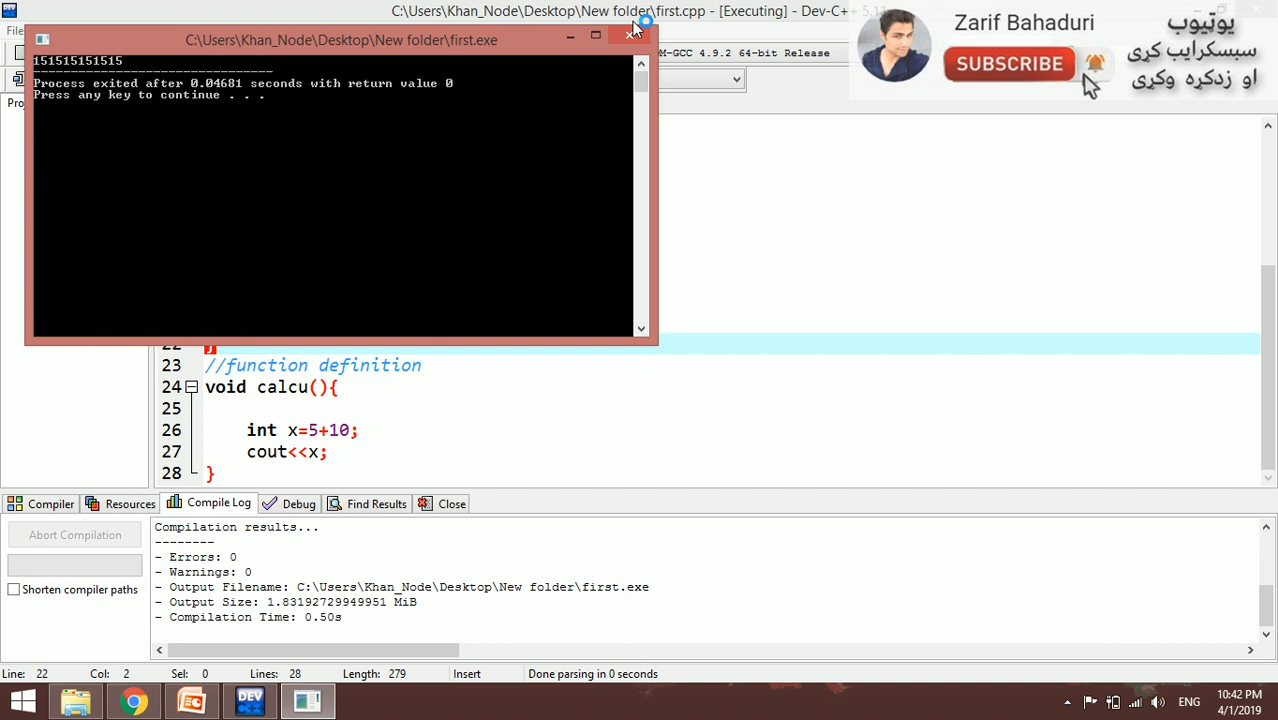 C:\Users\Khan_Node\Desktop\New folder\first.cpp - [Executing] - Dev-C++ 5.11
C:\Users\Khan_Node\Desktop\New folder\first.exe
151515151515
--------------------------------
Process exited after 0.04681 seconds with return value 0
Press any key to continue . . .
M-GCC 4.9.2 64-bit Release
Zarif Bahaduri
SUBSCRIBE
یوټیوب
سبسکرایب کړی
او زدکړه وکړی
22 }
23 //function definition
24 void calcu(){
25
26 int x=5+10;
27 cout<<x;
28 }
Compiler Resources Compile Log Debug Find Results Close
Abort Compilation
Shorten compiler paths
Compilation results...
--------
- Errors: 0
- Warnings: 0
- Output Filename: C:\Users\Khan_Node\Desktop\New folder\first.exe
- Output Size: 1.83192729949951 MiB
- Compilation Time: 0.50s
Line: 22 Col: 2 Sel: 0 Lines: 28 Length: 279 Insert Done parsing in 0 seconds
DEV
ENG
10:42 PM
4/1/2019